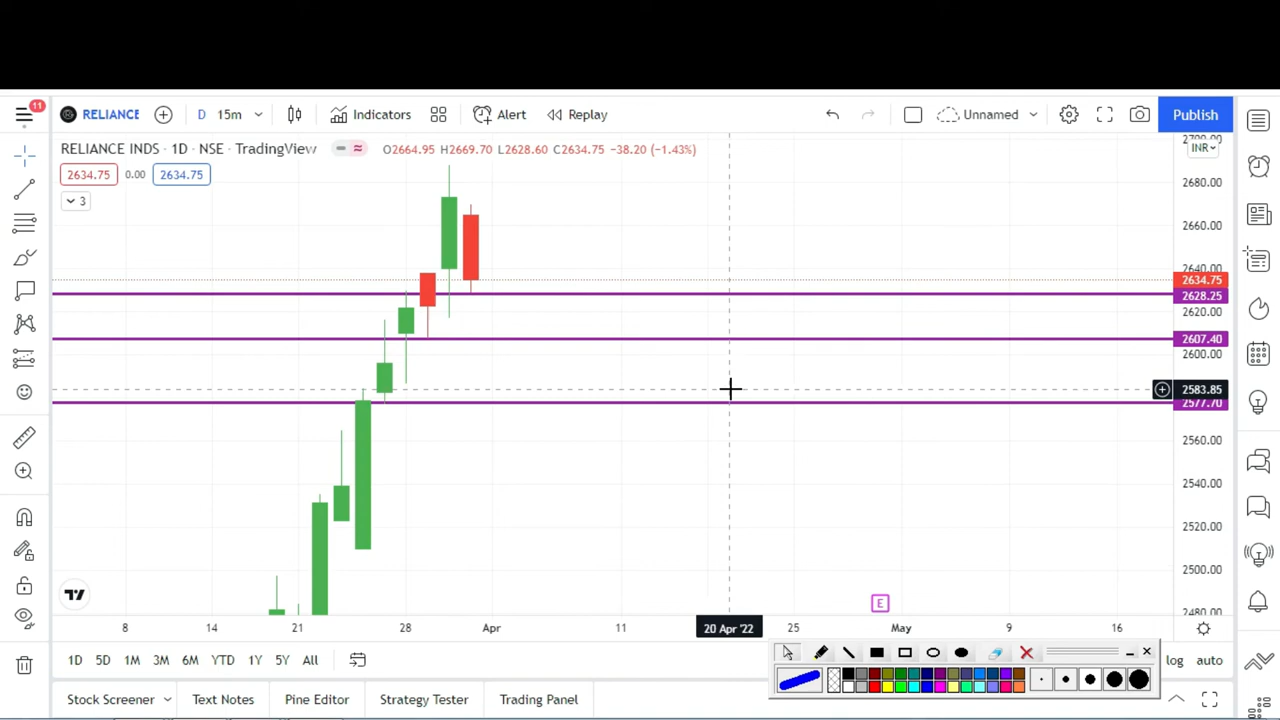 11
RELIANCE
D 15m
Indicators
Alert
Replay
Unnamed
Publish
RELIANCE INDS · 1D · NSE · TradingView
O2664.95 H2669.70 L2628.60 C2634.75 −38.20 (−1.43%)
INR
2634.75 0.00 2634.75
3
2680.00
2660.00
2640.00
2634.75
2628.25
2620.00
2607.40
2600.00
2583.85
2577.70
2560.00
2540.00
2520.00
2500.00
2480.00
E
8 14 21 28 Apr 11 20 Apr '22 25 May 9 16
1D 5D 1M 3M 6M YTD 1Y 5Y All
log auto
Stock Screener Text Notes Pine Editor Strategy Tester Trading Panel